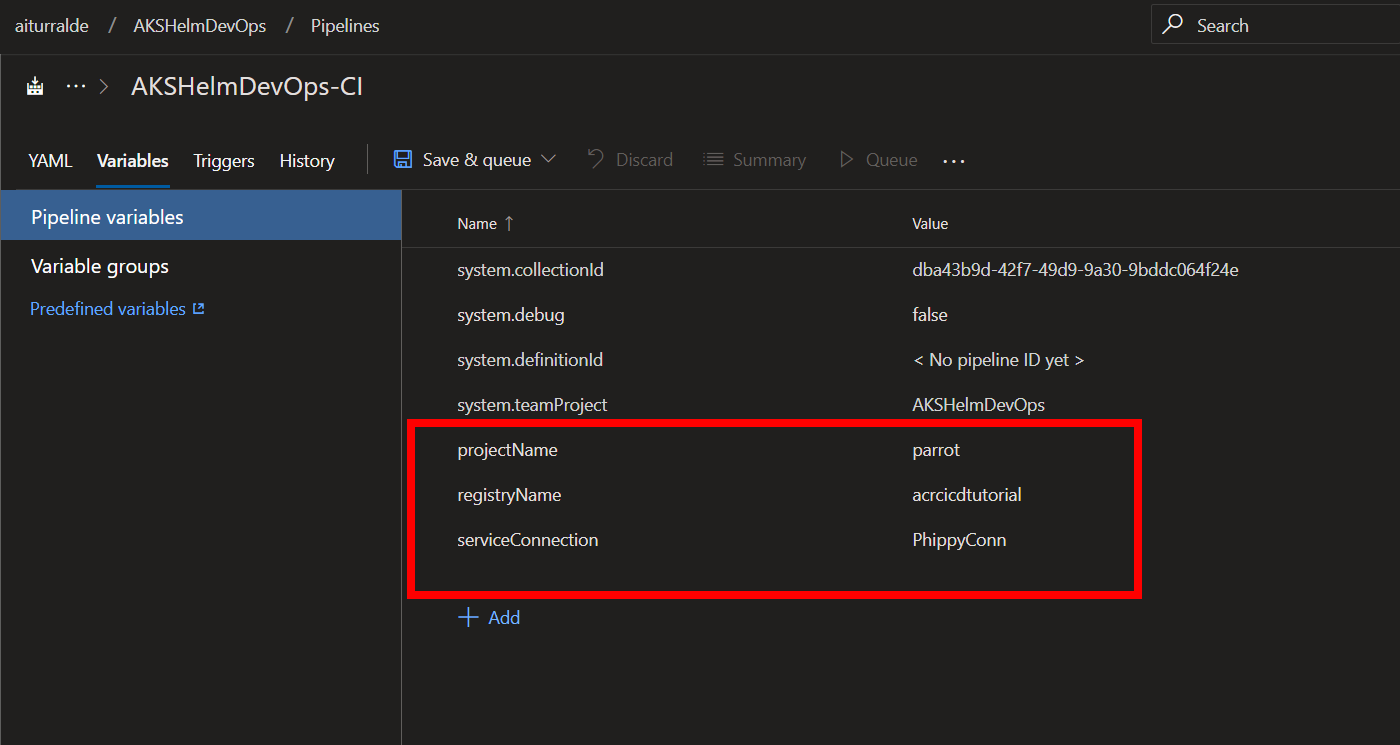 aiturralde / AKSHelmDevOps / Pipelines
Search
··· > AKSHelmDevOps-CI
YAML Variables Triggers History Save & queue Discard Summary Queue ···
Pipeline variables
Variable groups
Predefined variables
Name ↑ Value
system.collectionId dba43b9d-42f7-49d9-9a30-9bddc064f24e
system.debug false
system.definitionId < No pipeline ID yet >
system.teamProject AKSHelmDevOps
projectName parrot
registryName acrcicdtutorial
serviceConnection PhippyConn
+ Add